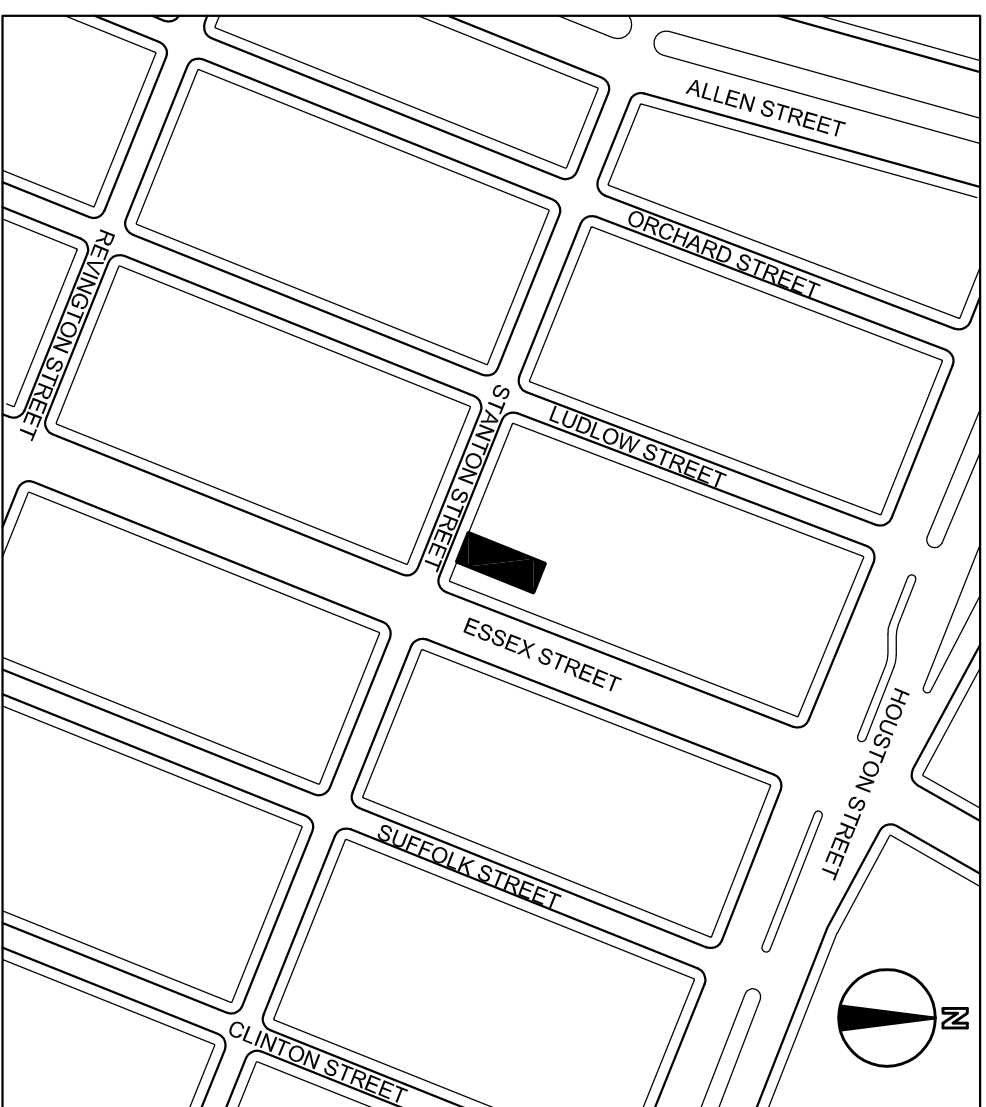 ALLEN STREET
ORCHARD STREET
REVINGTON STREET
STANTON STREET
LUDLOW STREET
ESSEX STREET
HOUSTON STREET
SUFFOLK STREET
N
CLINTON STREET